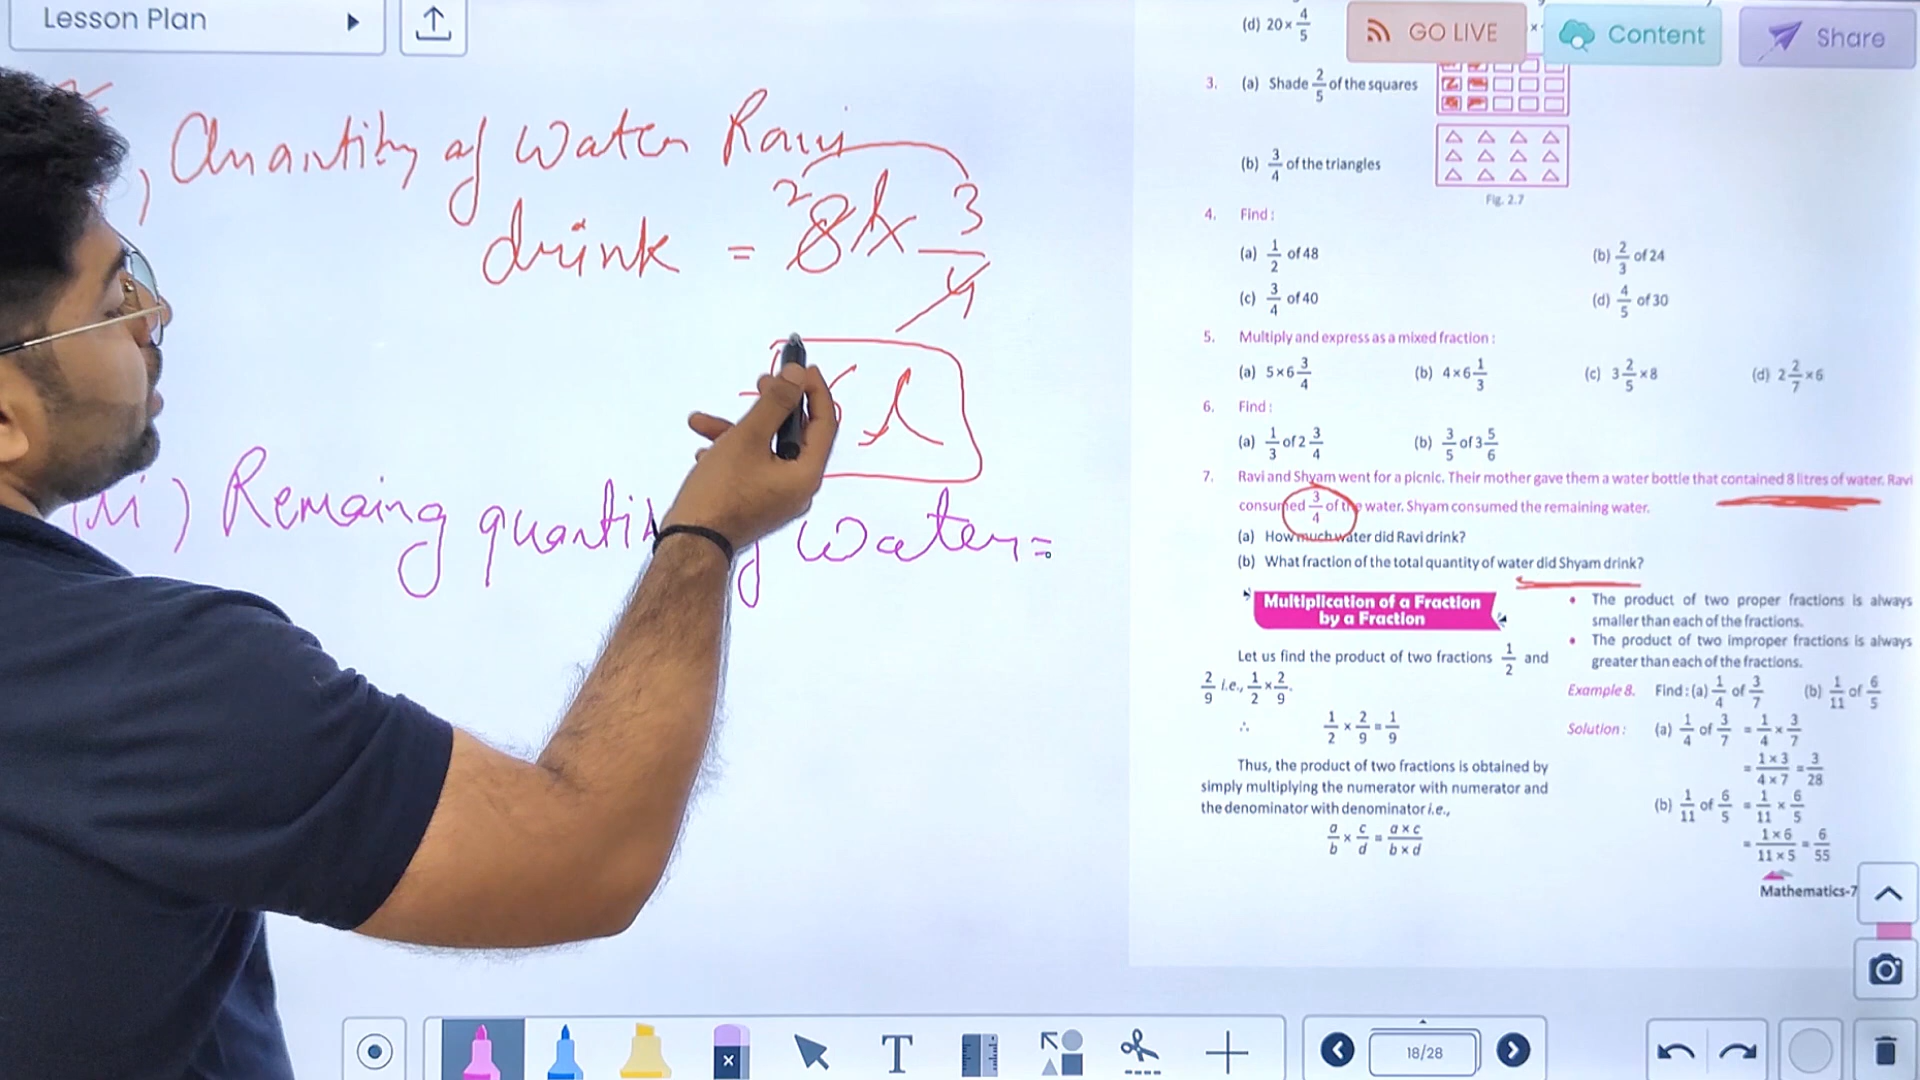 Lesson Plan
GO LIVE
Content
Share
Quantity of Water Ravi
drink = 8l x 3/4
2
6 l
Remaing quantity Water =
(d) 20 × 4/5
3. (a) Shade 2/5 of the squares
(b) 3/4 of the triangles
Fig. 2.7
4. Find :
(a) 1/2 of 48 (b) 2/3 of 24
(c) 3/4 of 40 (d) 4/5 of 30
5. Multiply and express as a mixed fraction :
(a) 5×6 3/4 (b) 4×6 1/3 (c) 3 2/5 ×8 (d) 2 2/7 ×6
6. Find :
(a) 1/3 of 2 3/4 (b) 3/5 of 3 5/6
7. Ravi and Shyam went for a picnic. Their mother gave them a water bottle that contained 8 litres of water. Ravi
consumed 3/4 of the water. Shyam consumed the remaining water.
(a) How much water did Ravi drink?
(b) What fraction of the total quantity of water did Shyam drink?
Multiplication of a Fraction
by a Fraction
Let us find the product of two fractions 1/2 and
2/9 i.e., 1/2 × 2/9.
∴ 1/2 × 2/9 = 1/9
Thus, the product of two fractions is obtained by
simply multiplying the numerator with numerator and
the denominator with denominator i.e.,
a/b × c/d = a×c/b×d
• The product of two proper fractions is always
smaller than each of the fractions.
• The product of two improper fractions is always
greater than each of the fractions.
Example 8. Find : (a) 1/4 of 3/7 (b) 1/11 of 6/5
Solution : (a) 1/4 of 3/7 = 1/4 × 3/7
= 1×3/4×7 = 3/28
(b) 1/11 of 6/5 = 1/11 × 6/5
= 1×6/11×5 = 6/55
Mathematics-7
T
18/28